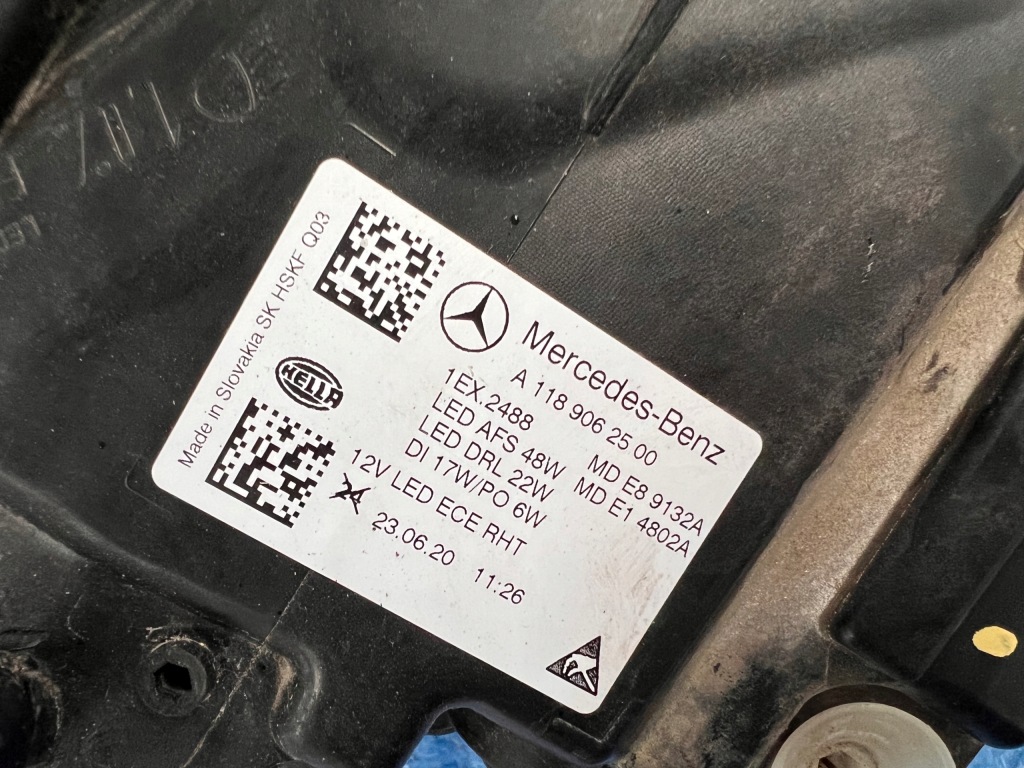 Made in Slovakia SK HSKF Q03
HELLA
Mercedes-Benz
A 118 906 25 00
1EX.2488
LED AFS 48W MD E8 9132A
LED DRL 22W MD E1 4802A
DI 17W/PO 6W
12V LED ECE RHT
23.06.20 11:26